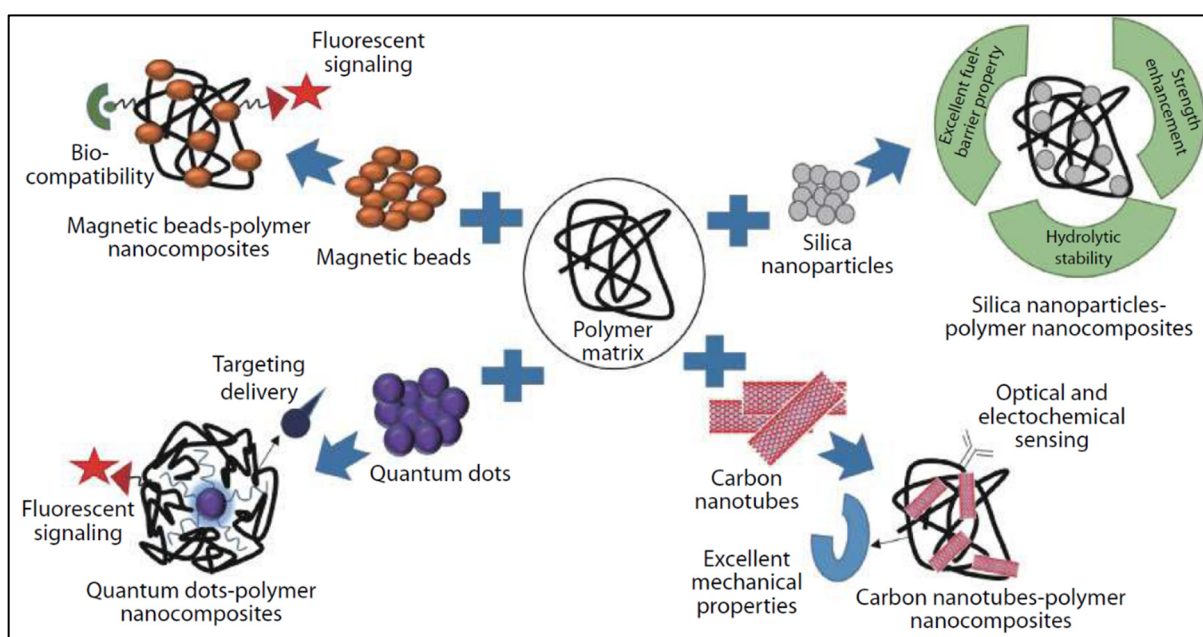 Fluorescent
signaling
Bio-
compatibility
Magnetic beads-polymer
nanocomposites
Magnetic beads
Polymer
matrix
Silica
nanoparticles
Excellent fuel-
barrier property
Strength
enhancement
Hydrolytic
stability
Silica nanoparticles-
polymer nanocomposites
Targeting
delivery
Quantum dots
Fluorescent
signaling
Quantum dots-polymer
nanocomposites
Carbon
nanotubes
Optical and
electochemical
sensing
Excellent
mechanical
properties
Carbon nanotubes-polymer
nanocomposites